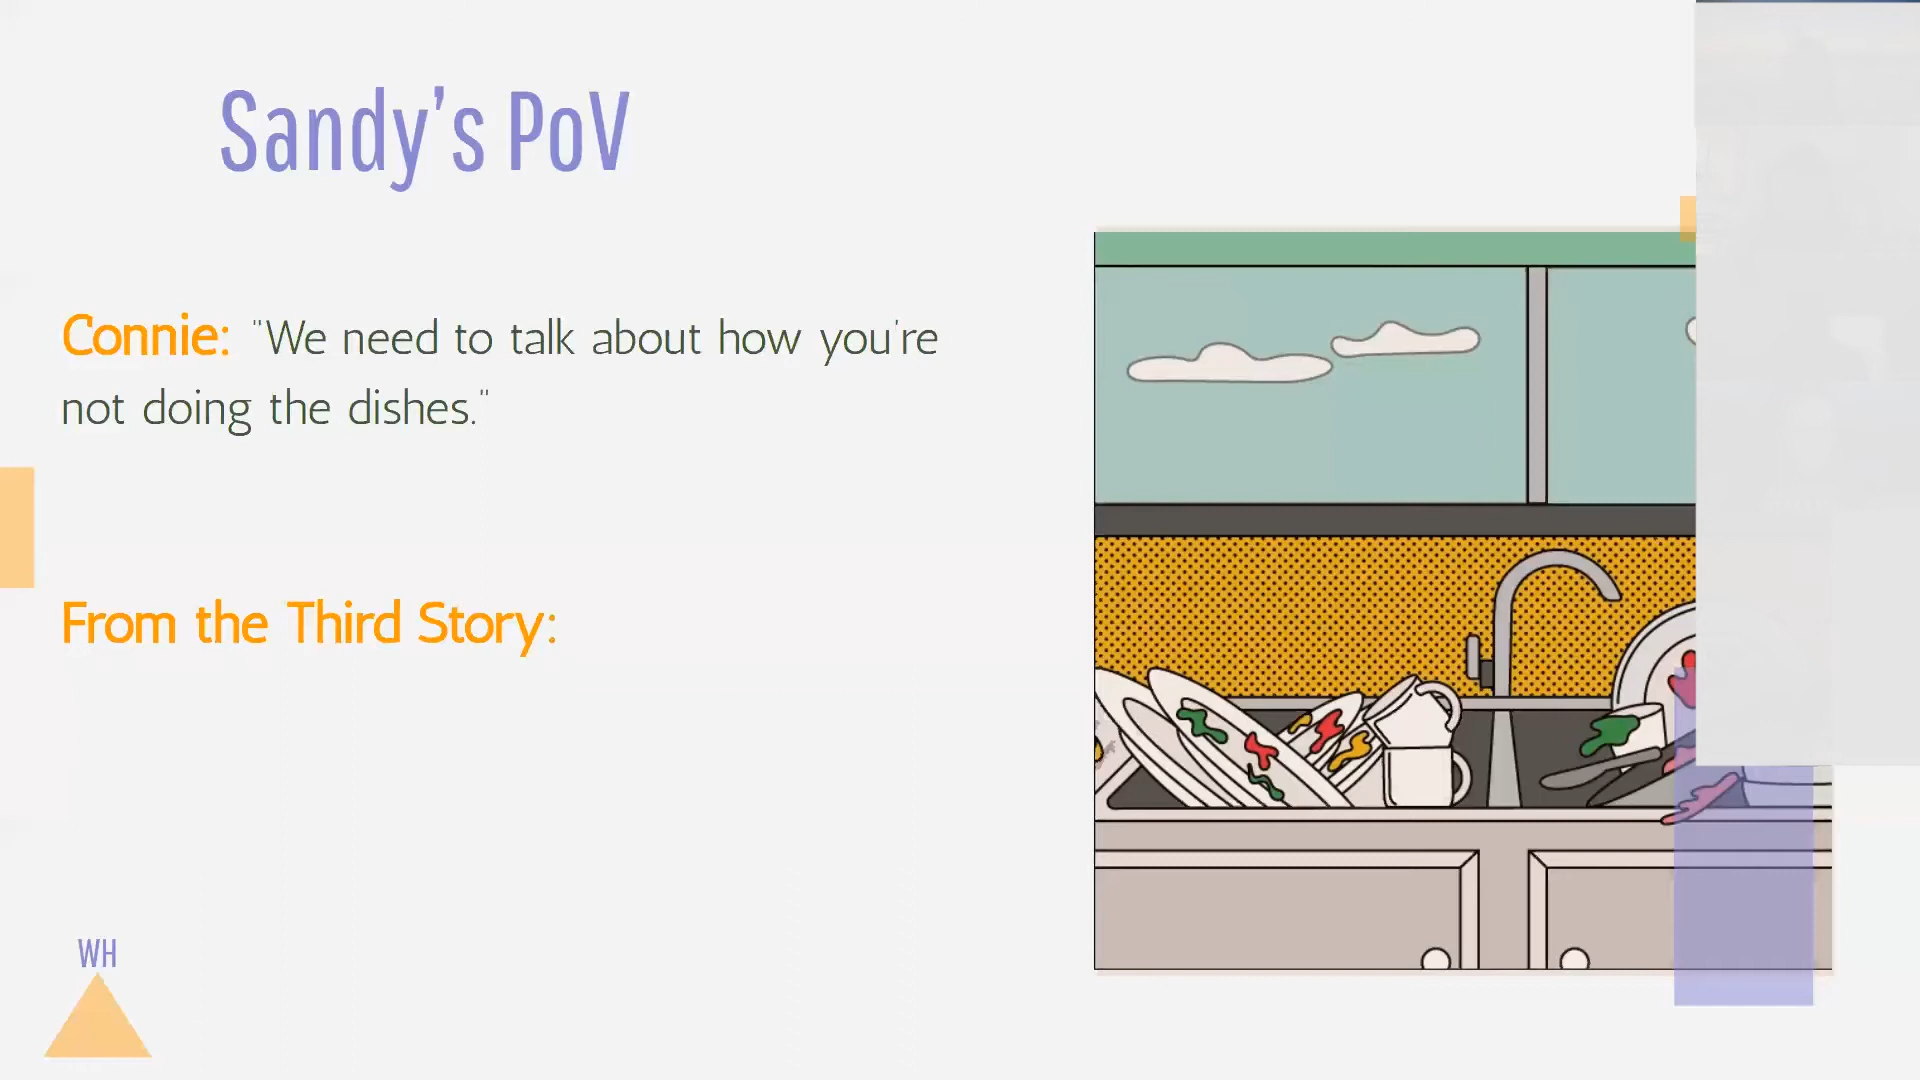 Sandy's PoV
Connie: "We need to talk about how you're
not doing the dishes."
From the Third Story:
WH